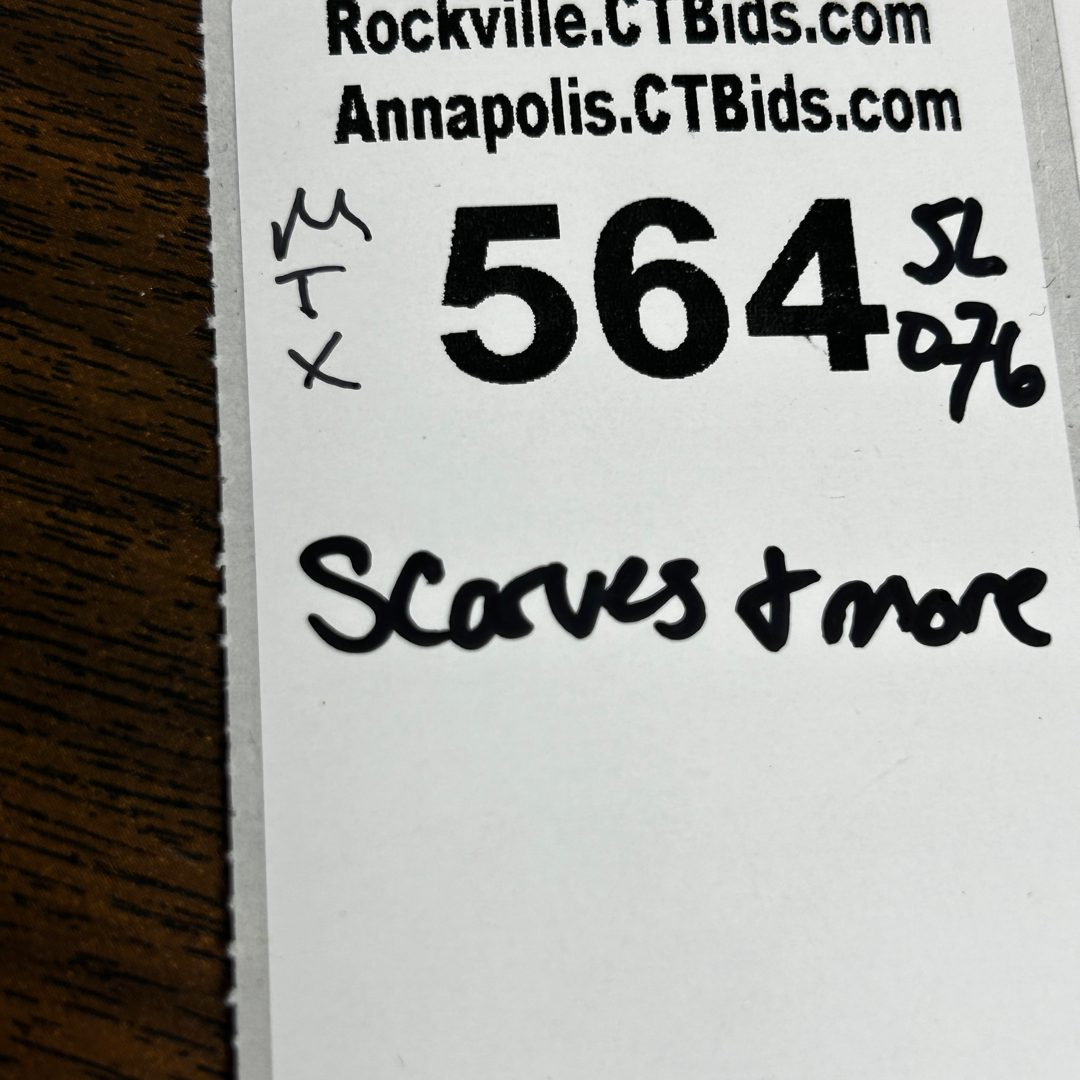 Rockville.CTBids.com
Annapolis.CTBids.com
M
T
X
564
SL
076
Scarves + more